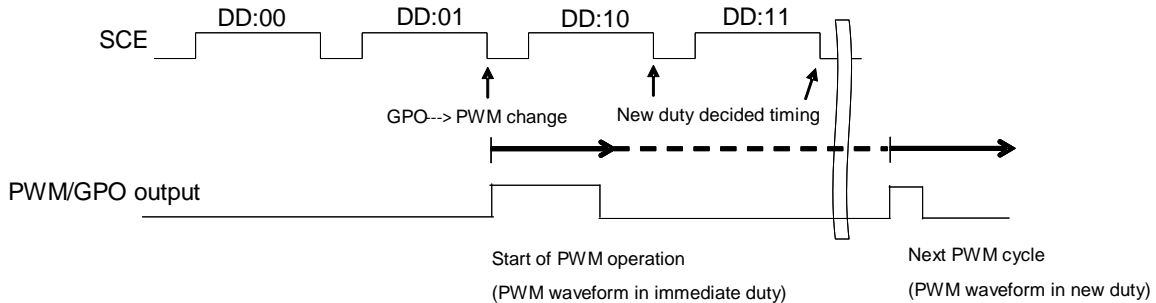 DD:00 DD:01 DD:10 DD:11
SCE
GPO---> PWM change New duty decided timing
PWM/GPO output
Start of PWM operation
(PWM waveform in immediate duty)
Next PWM cycle
(PWM waveform in new duty)